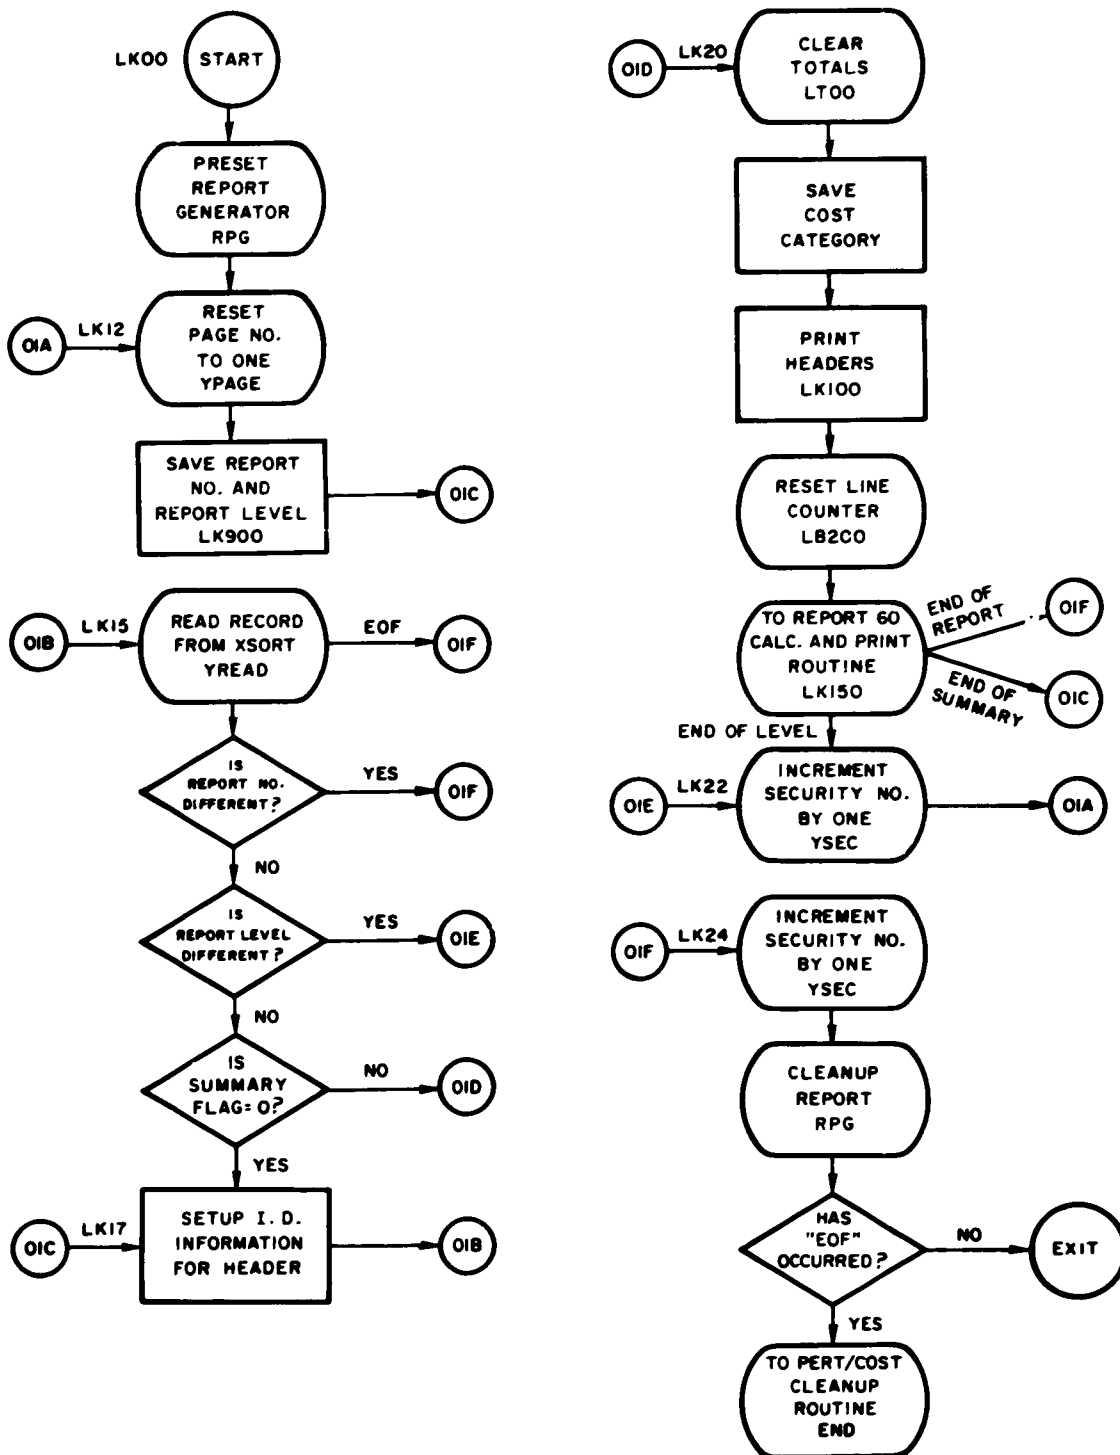 LK00
START
PRESET
REPORT
GENERATOR
RPG
01A
LK12
RESET
PAGE NO.
TO ONE
YPAGE
SAVE REPORT
NO. AND
REPORT LEVEL
LK900
01C
01B
LK15
READ RECORD
FROM XSORT
YREAD
EOF
01F
IS
REPORT NO.
DIFFERENT?
YES
01F
NO
IS
REPORT LEVEL
DIFFERENT?
YES
01E
NO
IS
SUMMARY
FLAG=0?
NO
01D
YES
01C
LK17
SETUP I.D.
INFORMATION
FOR HEADER
01B
01D
LK20
CLEAR
TOTALS
LT00
SAVE
COST
CATEGORY
PRINT
HEADERS
LK100
RESET LINE
COUNTER
LB2C0
TO REPORT 60
CALC. AND PRINT
ROUTINE
LK150
END OF
REPORT
01F
END OF
SUMMARY
01C
END OF LEVEL
01E
LK22
INCREMENT
SECURITY NO.
BY ONE
YSEC
01A
01F
LK24
INCREMENT
SECURITY NO.
BY ONE
YSEC
CLEANUP
REPORT
RPG
HAS
"EOF"
OCCURRED?
NO
EXIT
YES
TO PERT/COST
CLEANUP
ROUTINE
END